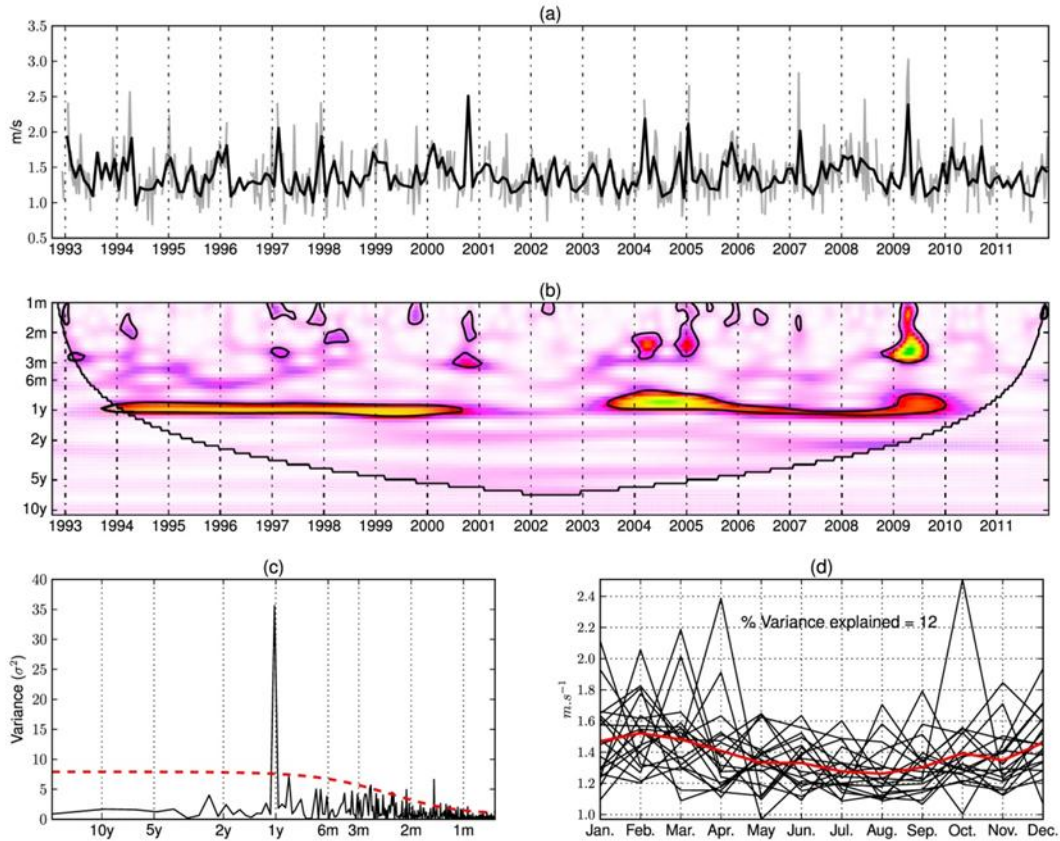 (a)
m/s
3.5
3.0
2.5
2.0
1.5
1.0
0.5
1993 1994 1995 1996 1997 1998 1999 2000 2001 2002 2003 2004 2005 2006 2007 2008 2009 2010 2011
(b)
1m
2m
3m
6m
1y
2y
5y
10y
1993 1994 1995 1996 1997 1998 1999 2000 2001 2002 2003 2004 2005 2006 2007 2008 2009 2010 2011
(c)
Variance (σ²)
40
35
30
25
20
15
10
5
0
10y 5y 2y 1y 6m 3m 2m 1m
(d)
% Variance explained = 12
m.s⁻¹
2.4
2.2
2.0
1.8
1.6
1.4
1.2
1.0
Jan. Feb. Mar. Apr. May Jun. Jul. Aug. Sep. Oct. Nov. Dec.